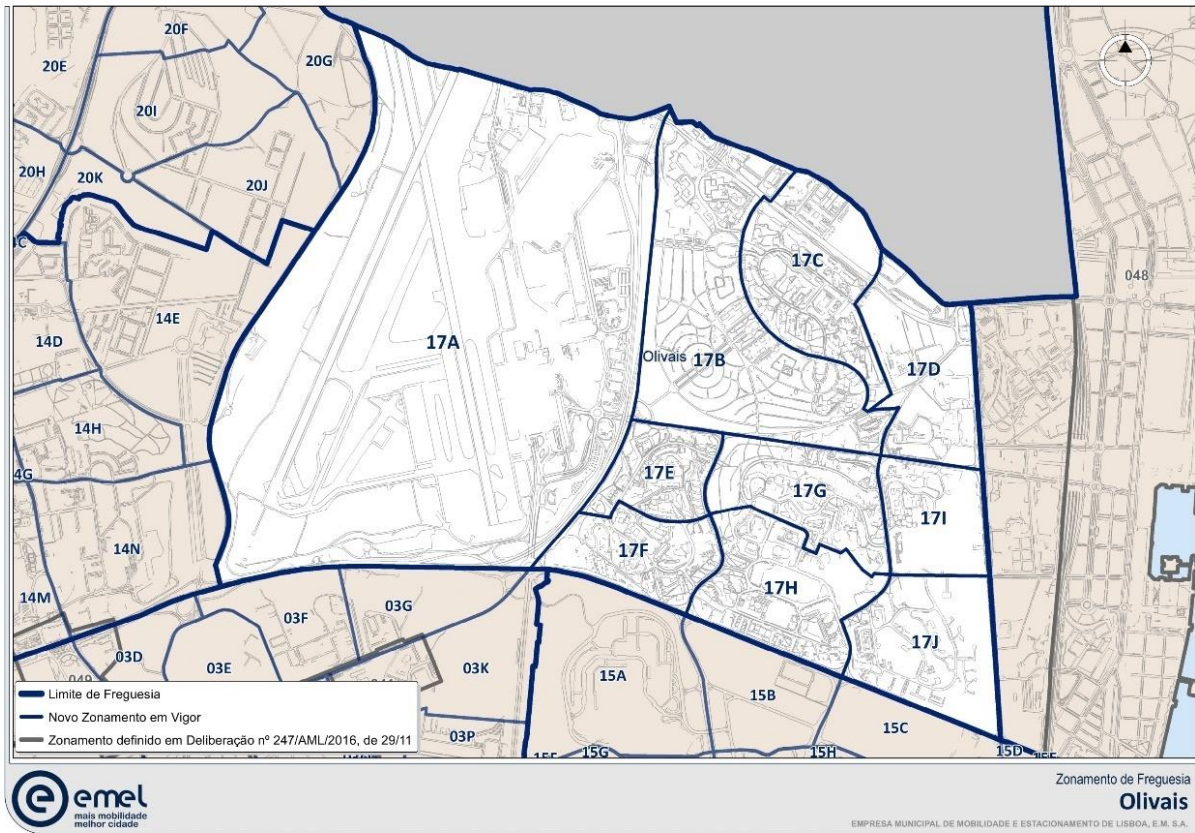 20F
20G
20E
20I
20H
20K
20J
17C
048
14E
14D
17A
Olivais
17B
17D
14H
17E
17G
17I
14N
17F
17H
14M
03G
03F
17J
03D
03E
03K
15A
15B
15C
03P
15G
15H
15D
Limite de Freguesia
Novo Zonamento em Vigor
Zonamento definido em Deliberação nº 247/AML/2016, de 29/11
emel
mais mobilidade
melhor cidade
Zonamento de Freguesia
Olivais
EMPRESA MUNICIPAL DE MOBILIDADE E ESTACIONAMENTO DE LISBOA, E.M. S.A.